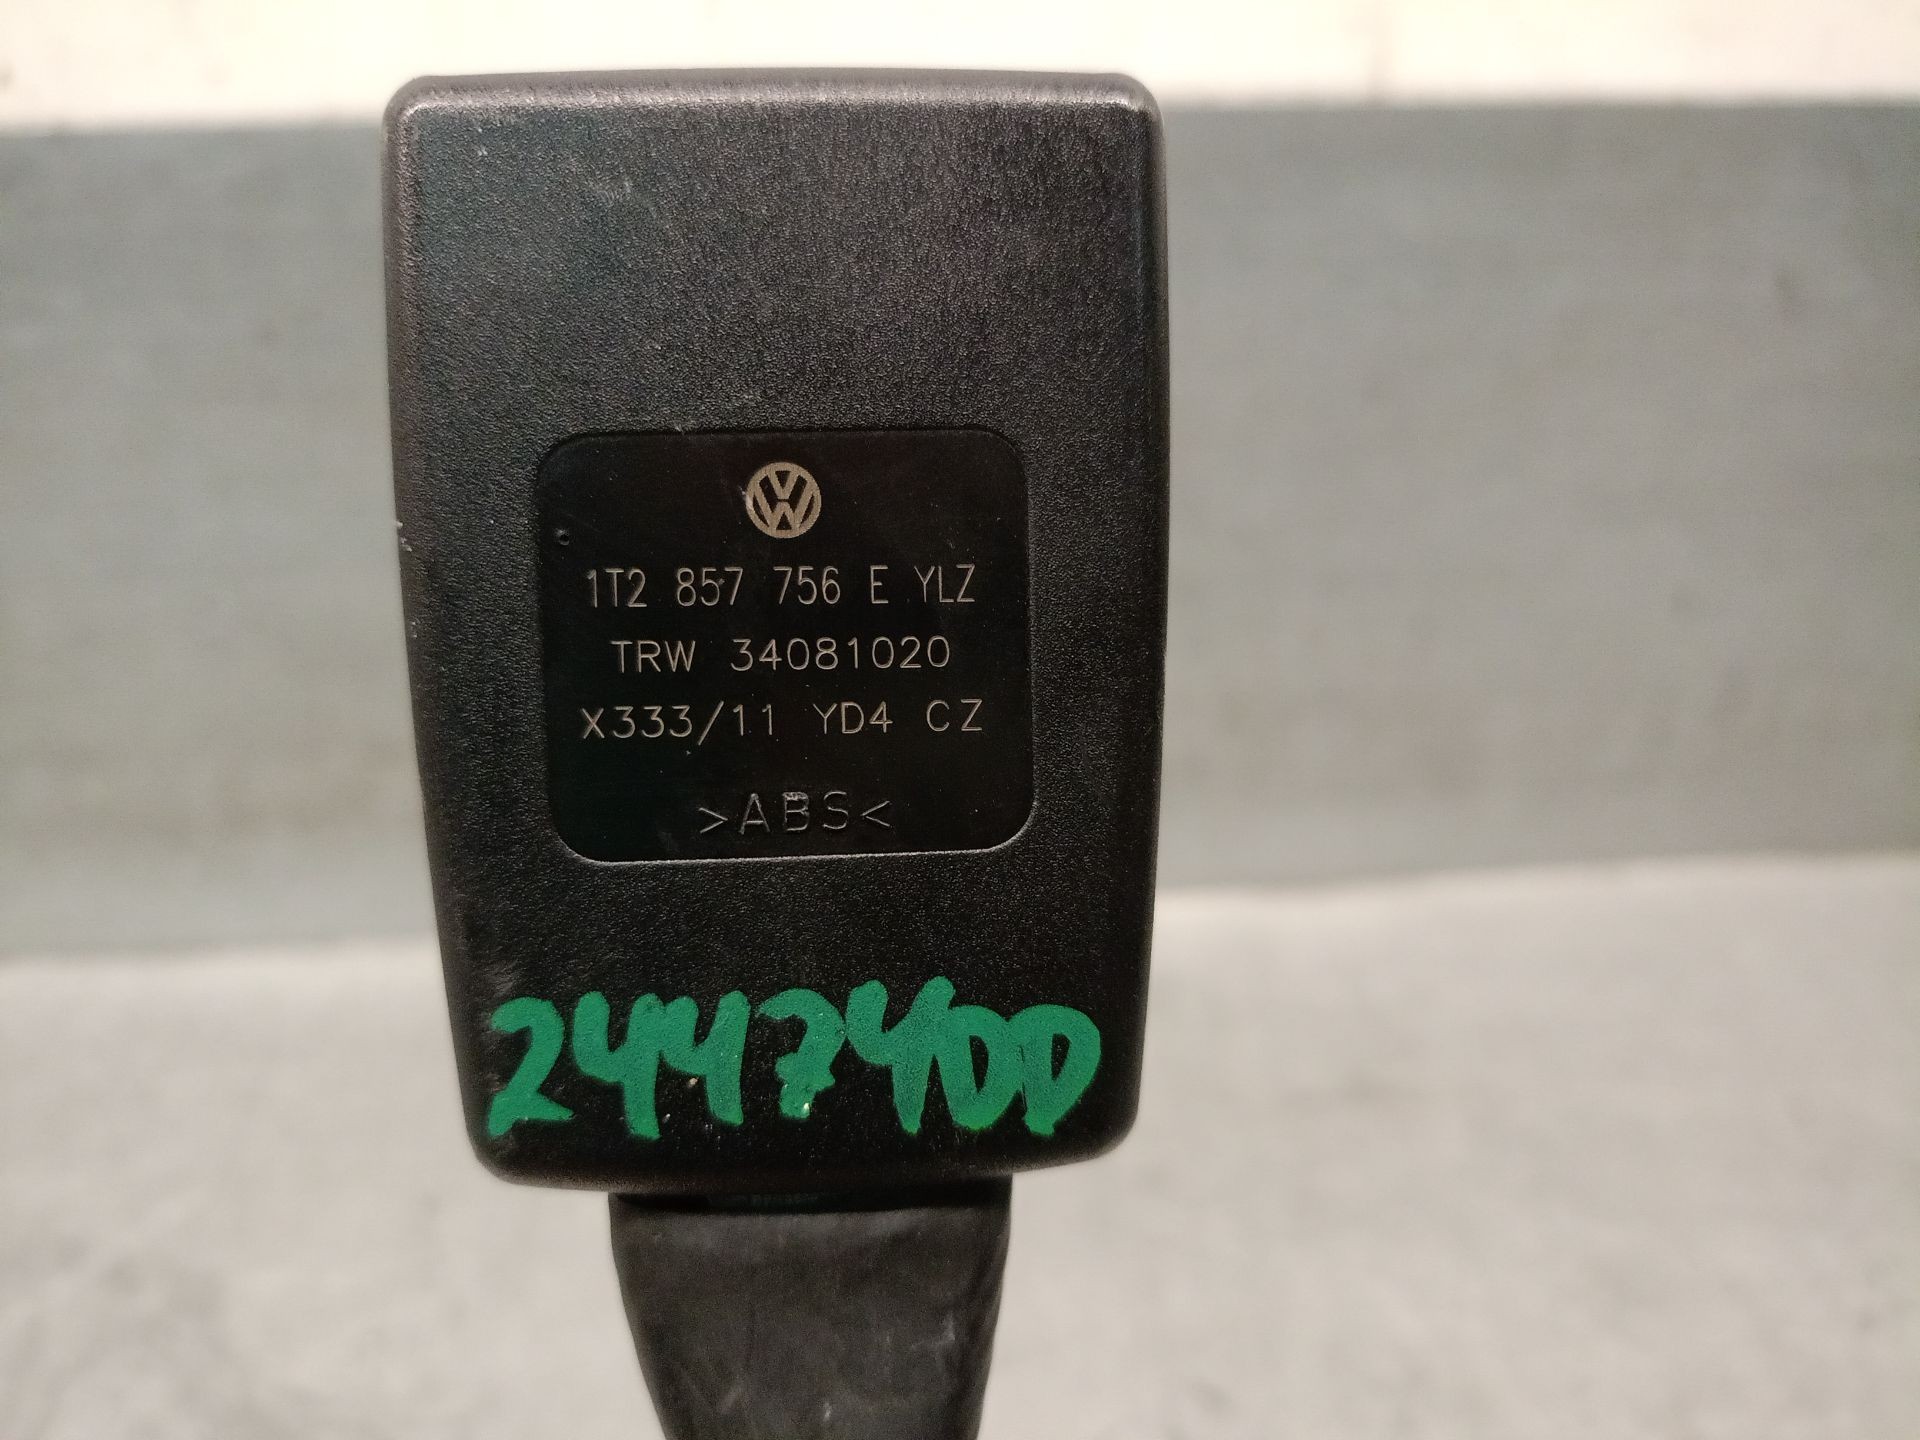 1T2 857 756 E YLZ
TRW 34081020
X333/11 YD4 CZ
>ABS<
244740D